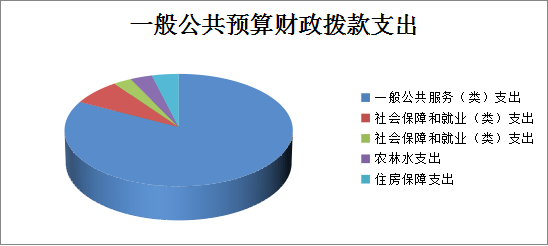 一般公共预算财政拨款支出
一般公共服务（类）支出
社会保障和就业（类）支出
社会保障和就业（类）支出
农林水支出
住房保障支出